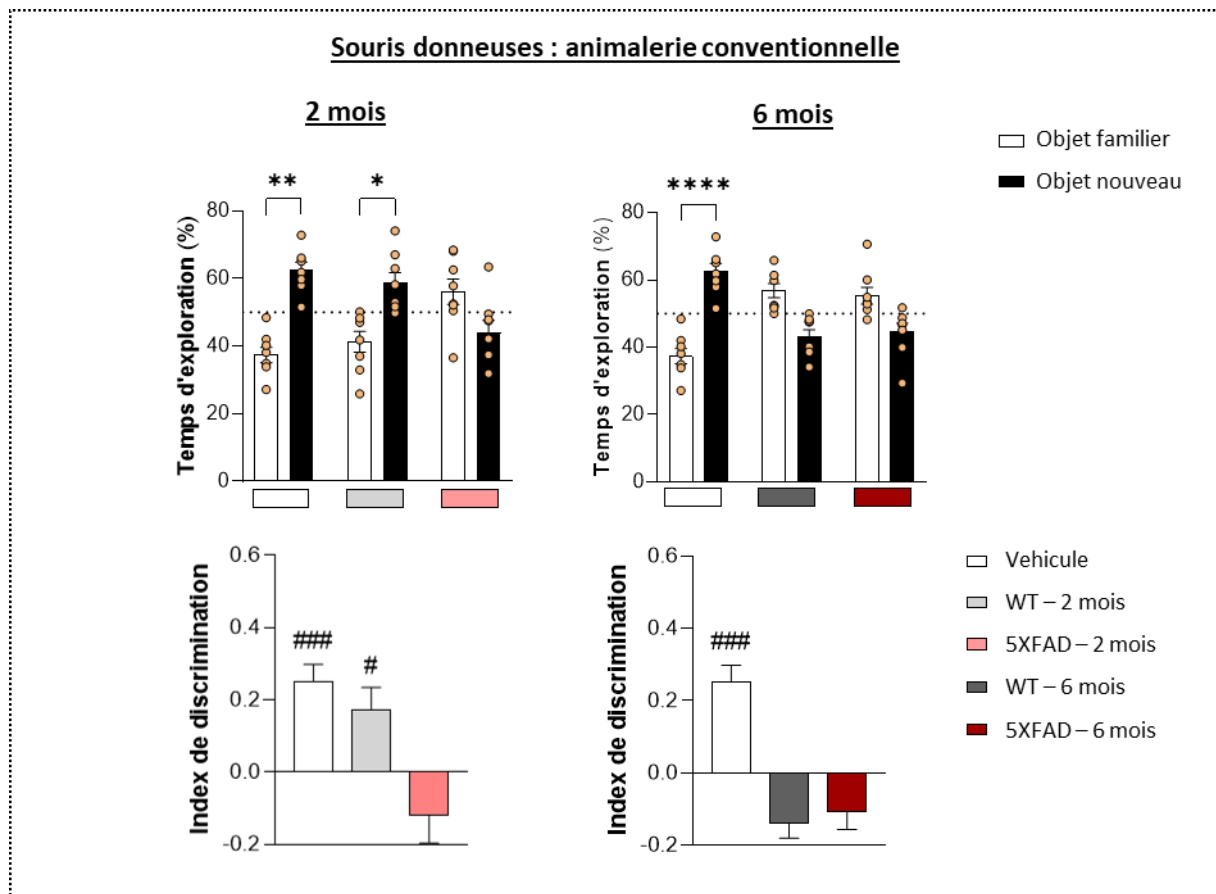 Souris donneuses : animalerie conventionnelle
2 mois
6 mois
Objet familier
Objet nouveau
Temps d'exploration (%)
80
60
40
20
0
**
*
Temps d'exploration (%)
80
60
40
20
0
****
Index de discrimination
0.6
0.4
0.2
0.0
-0.2
###
#
Index de discrimination
0.6
0.4
0.2
0.0
-0.2
###
Vehicule
WT – 2 mois
5XFAD – 2 mois
WT – 6 mois
5XFAD – 6 mois